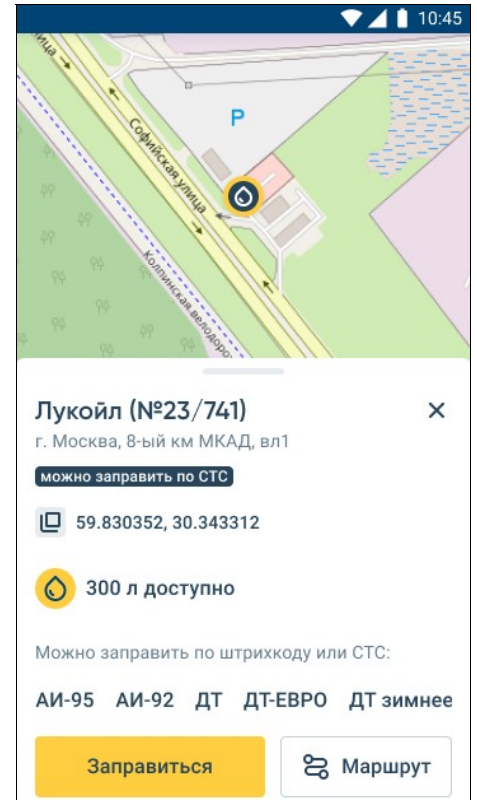 10:45
лица
P
Софийская улица
Колпинская велодоро
Лукойл (№23/741)
г. Москва, 8-ый км МКАД, вл1
можно заправить по СТС
59.830352, 30.343312
300 л доступно
Можно заправить по штрихкоду или СТС:
АИ-95 АИ-92 ДТ ДТ-ЕВРО ДТ зимнее
Заправиться Маршрут